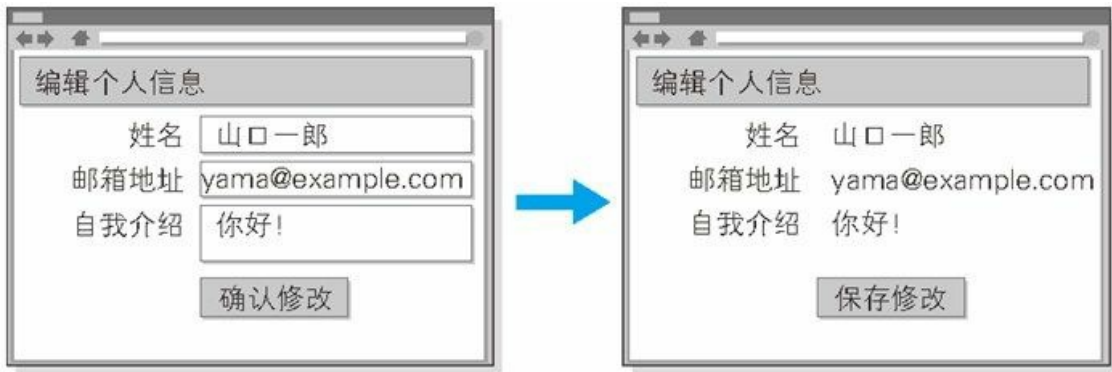 编辑个人信息
姓名 山口一郎
邮箱地址 yama@example.com
自我介绍 你好!
确认修改
编辑个人信息
姓名 山口一郎
邮箱地址 yama@example.com
自我介绍 你好!
保存修改